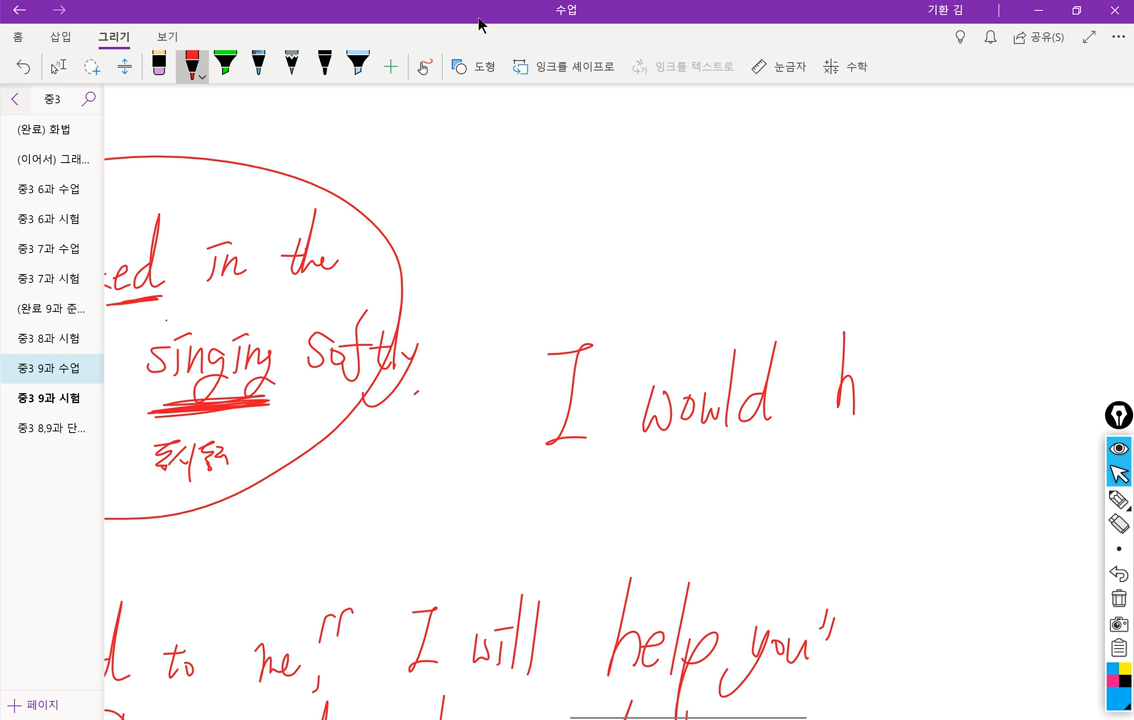 수업
기환 김
홈 삽입 그리기 보기
공유(S)
도형 잉크를 셰이프로 잉크를 텍스트로 눈금자 수학
중3
(완료) 화법
(이어서) 그래...
중3 6과 수업
중3 6과 시험
중3 7과 수업
중3 7과 시험
(완료 9과 준...
중3 8과 시험
중3 9과 수업
중3 9과 시험
중3 8,9과 단...
페이지
ed in the
singing softly.
동시동작
I would h
d to me, " I will help you"